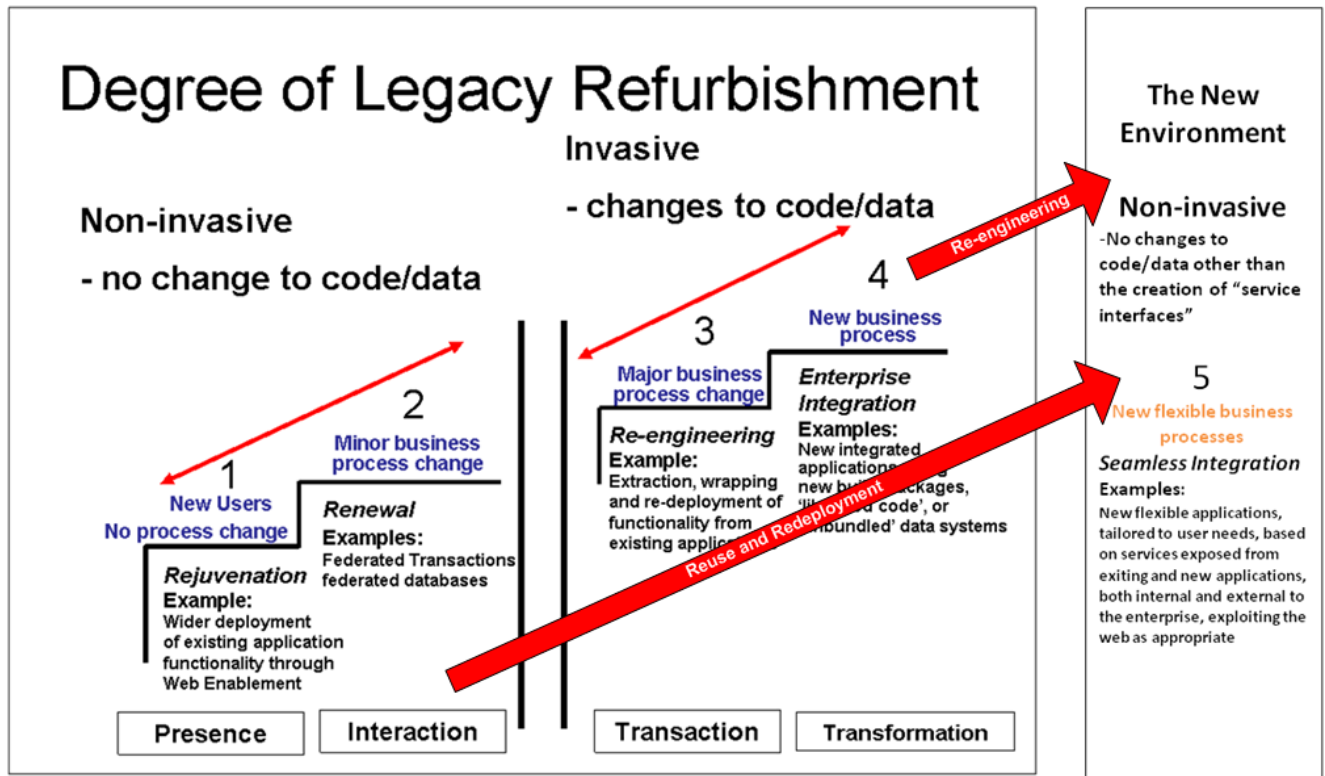 Degree of Legacy Refurbishment
Non-invasive
- no change to code/data
Invasive
- changes to code/data
1
New Users
No process change
Rejuvenation
Example:
Wider deployment
of existing application
functionality through
Web Enablement
2
Minor business
process change
Renewal
Examples:
Federated Transactions
federated databases
3
Major business
process change
Re-engineering
Example:
Extraction, wrapping
and re-deployment of
functionality from
existing
4
New business
process
Enterprise
Integration
Examples:
New integrated
applications
new
code', or
data systems
Re-engineering
Reuse and Redeployment
Presence
Interaction
Transaction
Transformation
The New
Environment
Non-invasive
-No changes to
code/data other than
the creation of “service
interfaces”
5
New flexible business
processes
Seamless Integration
Examples:
New flexible applications,
tailored to user needs, based
on services exposed from
exiting and new applications,
both internal and external to
the enterprise, exploiting the
web as appropriate